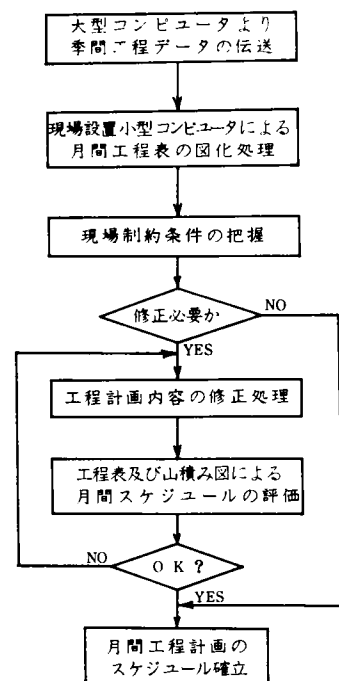 大型コンピュータより
季間工程データの伝送
現場設置小型コンピュータによる
月間工程表の図化処理
現場制約条件の把握
修正必要か
NO
YES
工程計画内容の修正処理
工程表及び山積み図による
月間スケジュールの評価
NO
OK?
YES
月間工程計画の
スケジュール確立